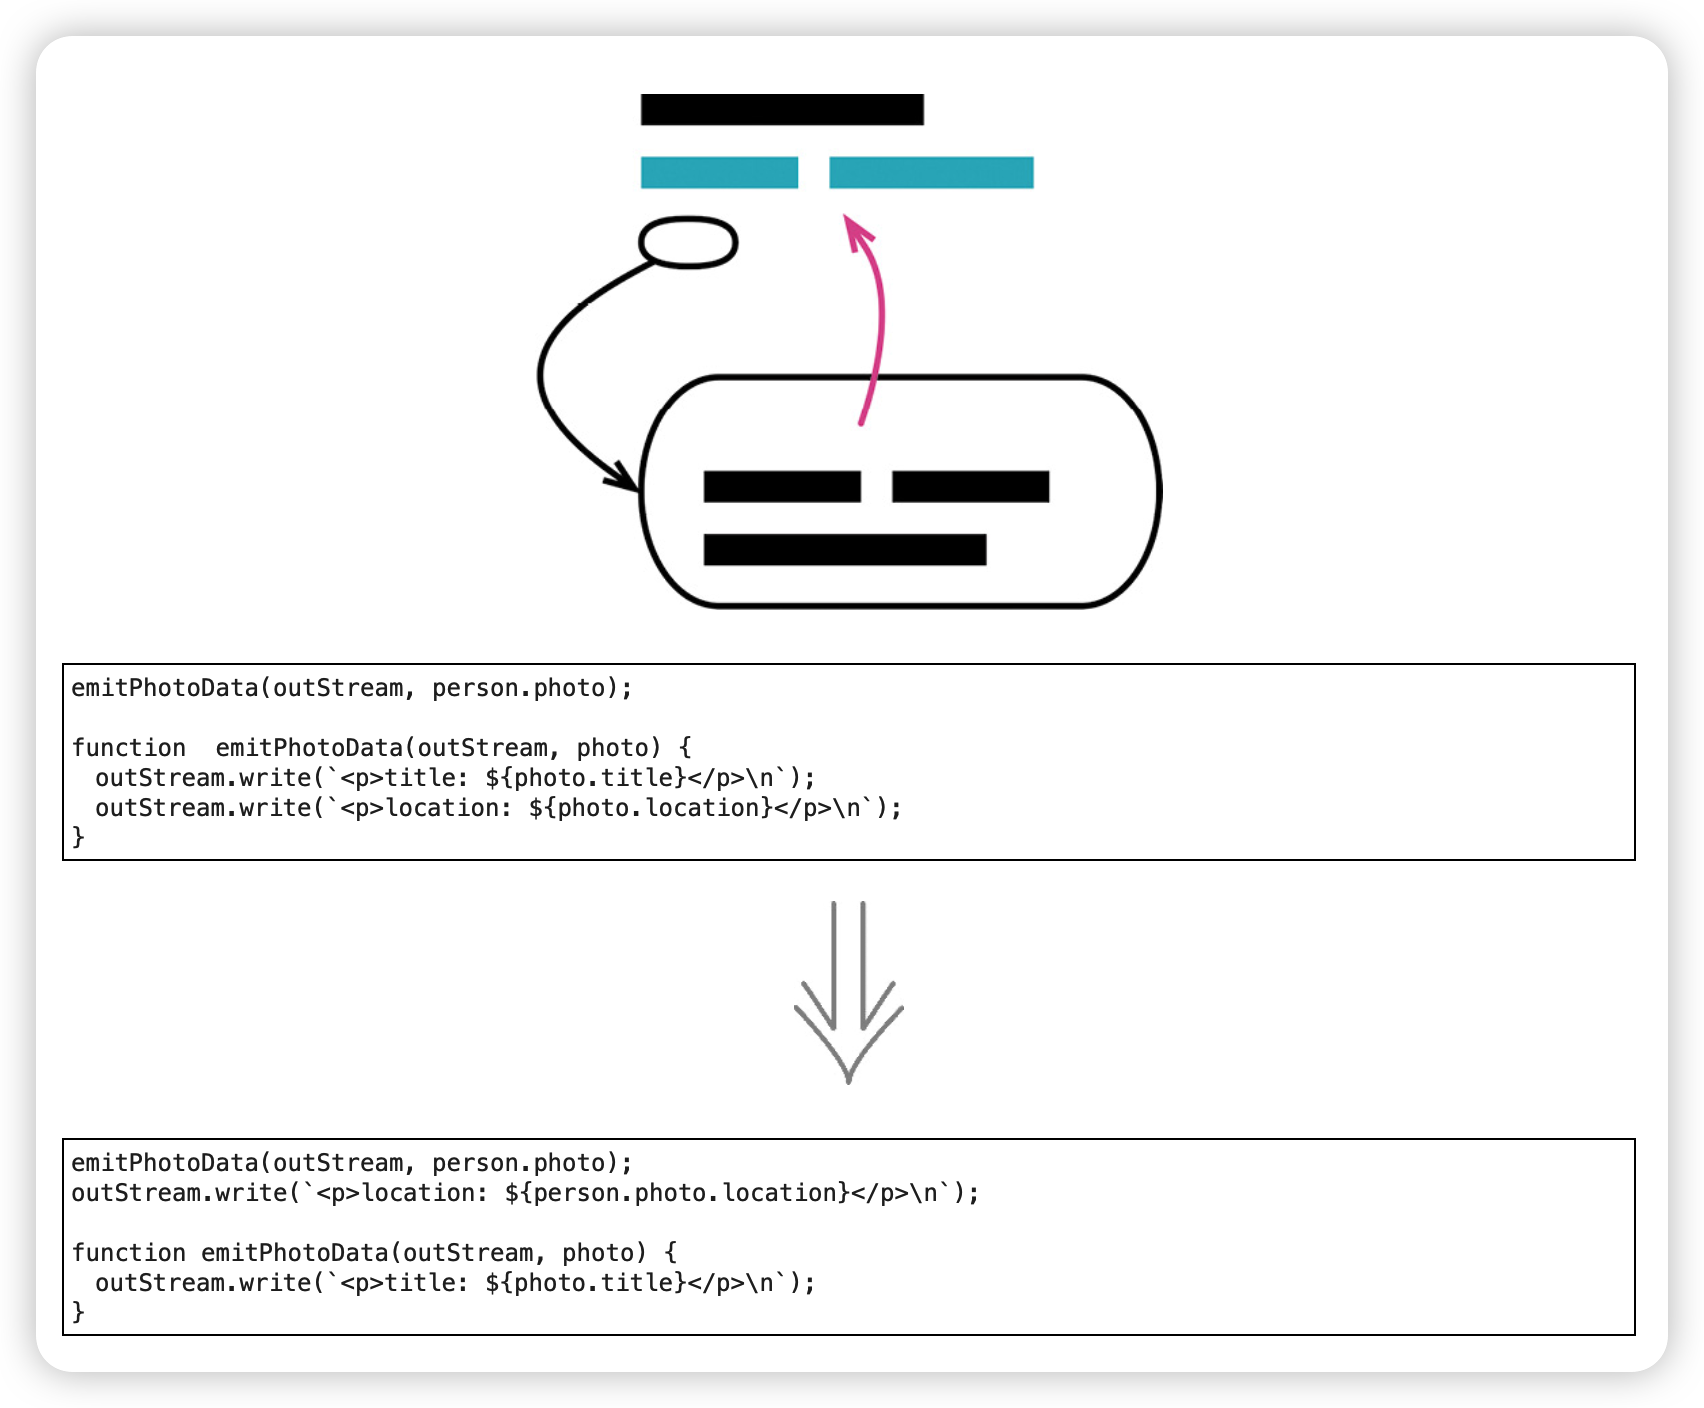 emitPhotoData(outStream, person.photo);
function  emitPhotoData(outStream, photo) {
  outStream.write(`<p>title: ${photo.title}</p>\n`);
  outStream.write(`<p>location: ${photo.location}</p>\n`);
}
emitPhotoData(outStream, person.photo);
outStream.write(`<p>location: ${person.photo.location}</p>\n`);
function emitPhotoData(outStream, photo) {
  outStream.write(`<p>title: ${photo.title}</p>\n`);
}